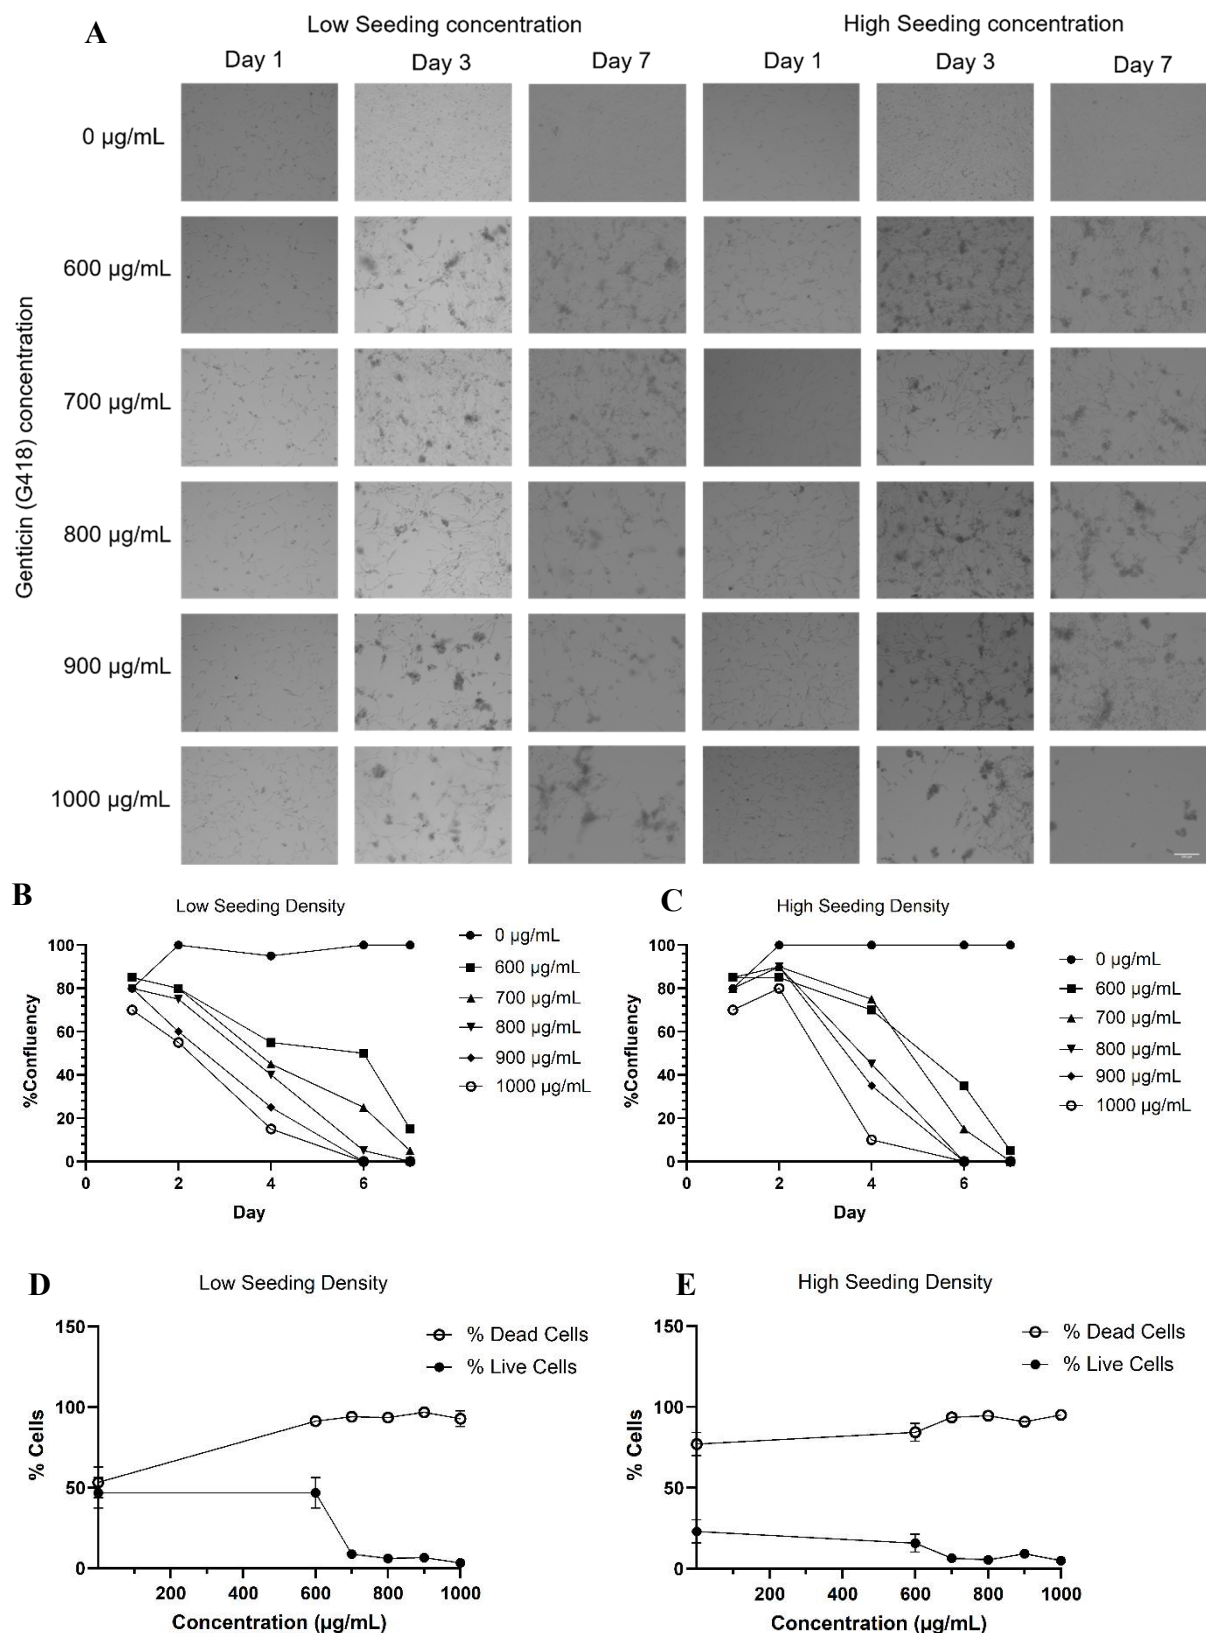 A
Low Seeding concentration
High Seeding concentration
Day 1
Day 3
Day 7
Day 1
Day 3
Day 7
Genticin (G418) concentration
0 µg/mL
600 µg/mL
700 µg/mL
800 µg/mL
900 µg/mL
1000 µg/mL
B
Low Seeding Density
%Confluency
100
80
60
40
20
0
0
2
4
6
Day
0 µg/mL
600 µg/mL
700 µg/mL
800 µg/mL
900 µg/mL
1000 µg/mL
C
High Seeding Density
%Confluency
100
80
60
40
20
0
0
2
4
6
Day
0 µg/mL
600 µg/mL
700 µg/mL
800 µg/mL
900 µg/mL
1000 µg/mL
D
Low Seeding Density
% Dead Cells
% Live Cells
% Cells
150
100
50
0
200
400
600
800
1000
Concentration (µg/mL)
E
High Seeding Density
% Dead Cells
% Live Cells
% Cells
150
100
50
0
200
400
600
800
1000
Concentration (µg/mL)